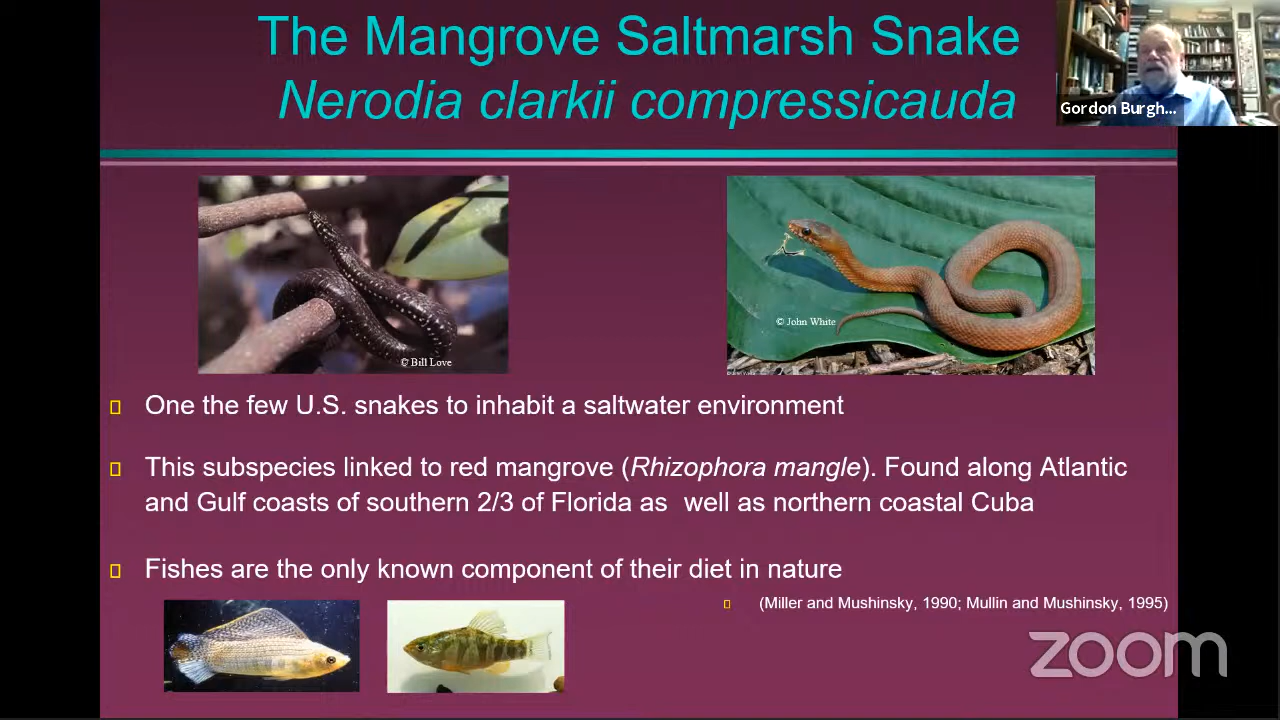 The Mangrove Saltmarsh Snake
Nerodia clarkii compressicauda
Gordon Burgh...
© Bill Love
© John White
One the few U.S. snakes to inhabit a saltwater environment
This subspecies linked to red mangrove (Rhizophora mangle). Found along Atlantic
and Gulf coasts of southern 2/3 of Florida as well as northern coastal Cuba
Fishes are the only known component of their diet in nature
(Miller and Mushinsky, 1990; Mullin and Mushinsky, 1995)
zoom